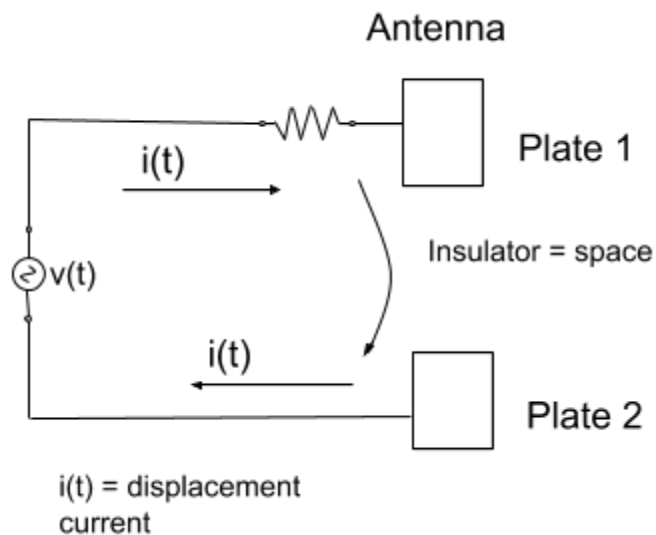 Antenna
Plate 1
i(t)
Insulator = space
v(t)
i(t)
Plate 2
i(t) = displacement
current